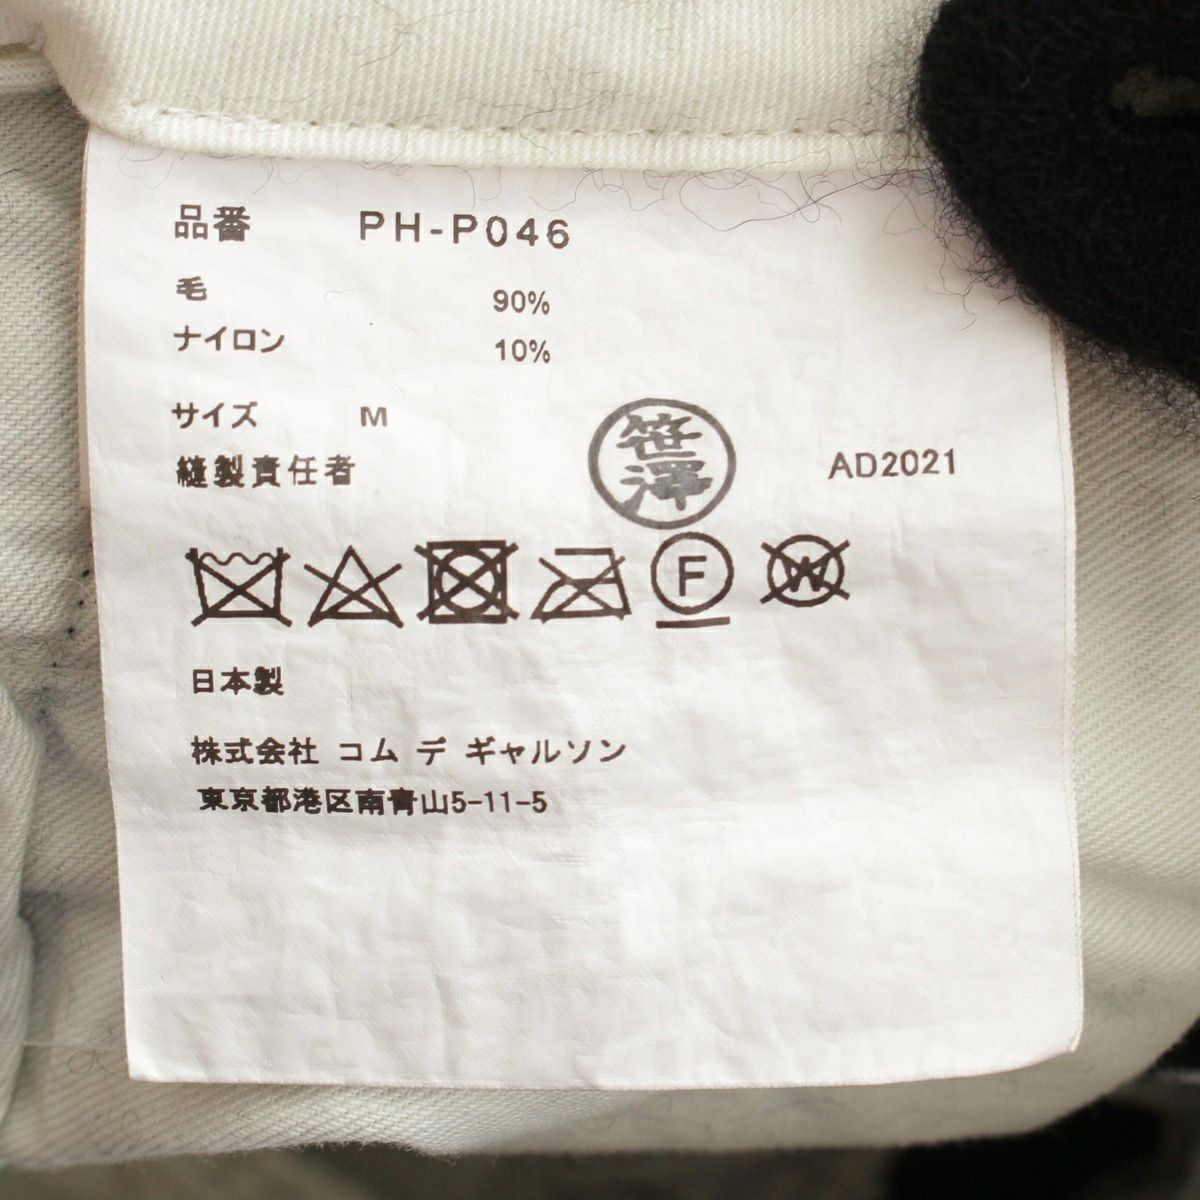 品番 PH-P046
毛 90%
ナイロン 10%
サイズ M
縫製責任者 笹澤 AD2021
F W
日本製
株式会社 コム デ ギャルソン
東京都港区南青山5-11-5